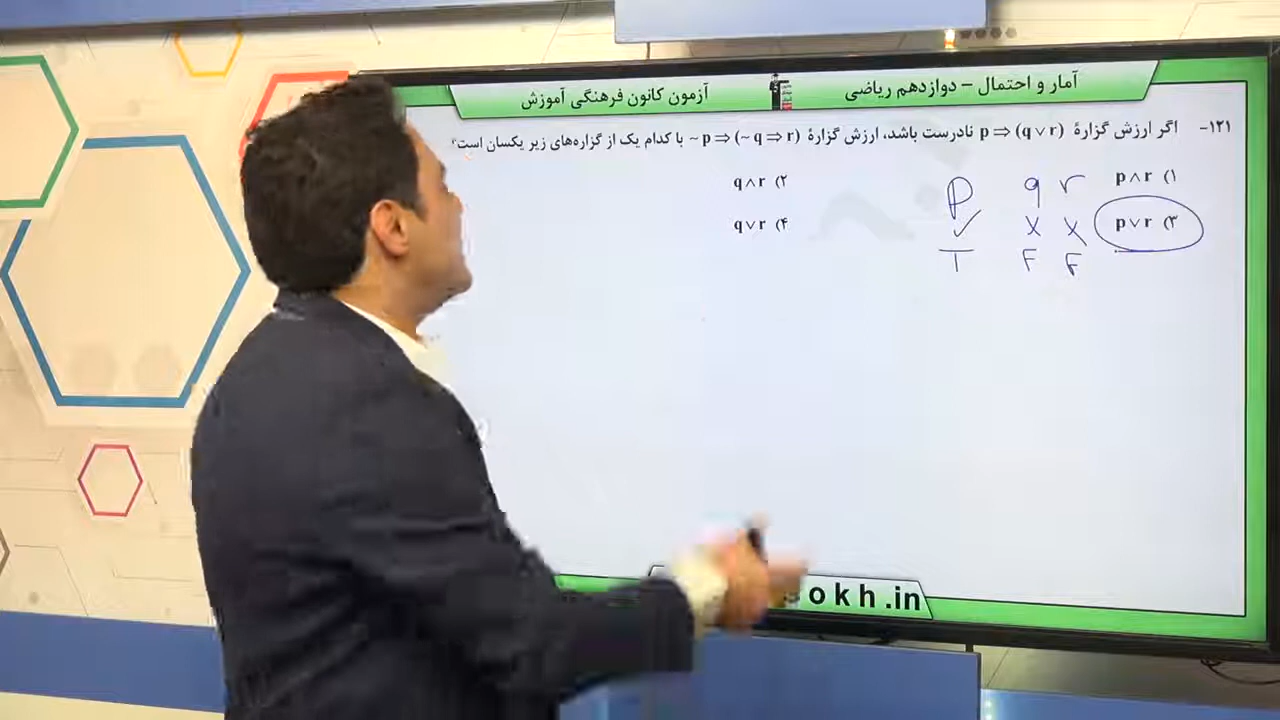 آمار و احتمال – دوازدهم ریاضی
آزمون کانون فرهنگی آموزش
۱۲۱- اگر ارزش گزارهٔ p ⇒ (q ∨ r) نادرست باشد، ارزش گزارهٔ ~p ⇒ (~q ⇒ r) با کدام یک از گزاره‌های زیر یکسان است؟
۱) p ∧ r
۲) q ∧ r
۳) p ∨ r
۴) q ∨ r
p q r
✓ X X
T F F
okh.in